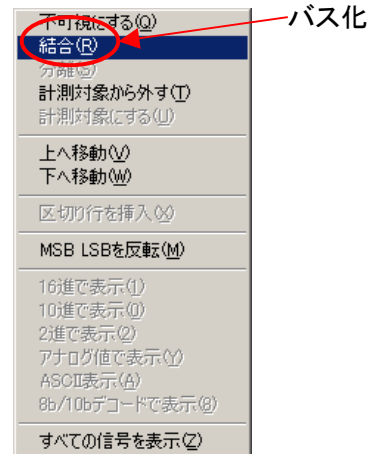 バス化
不可視にする(Q)
結合(R)
分離(S)
計測対象から外す(T)
計測対象にする(U)
上へ移動(V)
下へ移動(W)
区切り行を挿入(X)
MSB LSBを反転(M)
16進で表示(1)
10進で表示(0)
2進で表示(2)
アナログ値で表示(Y)
ASCII表示(A)
8b/10bデコードで表示(8)
すべての信号を表示(Z)